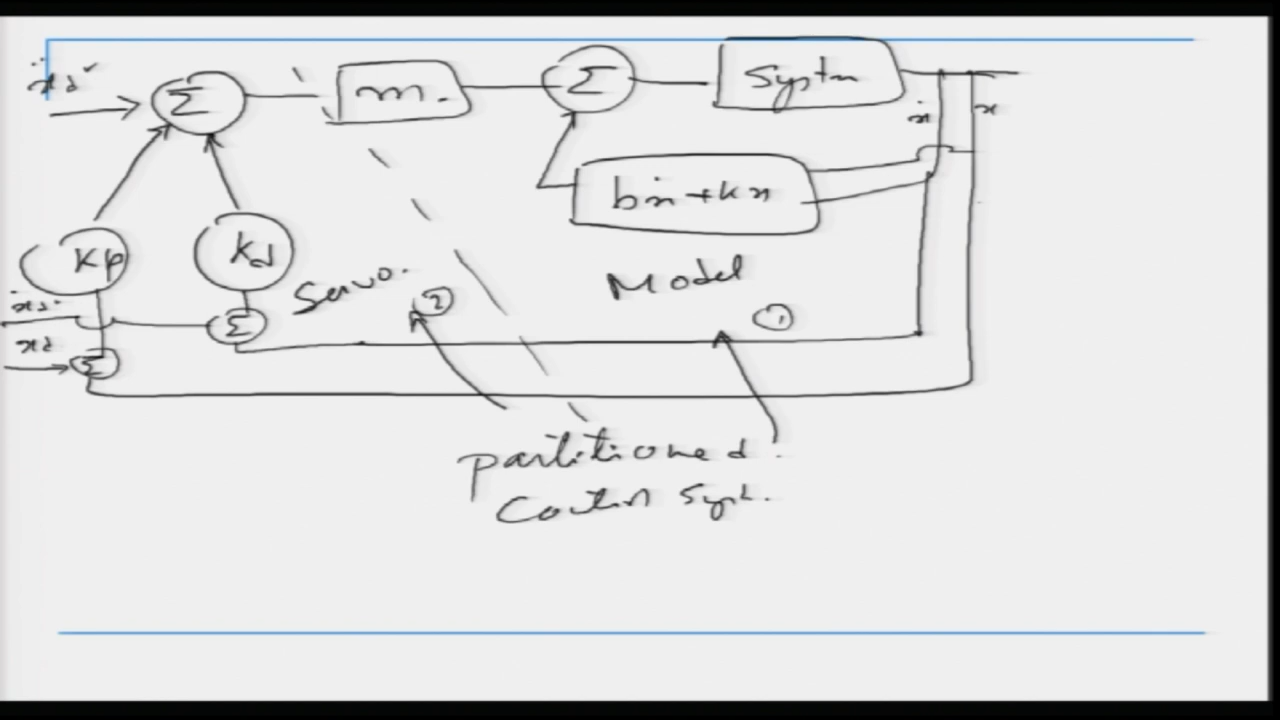 ẍd
Σ
m.
Σ
System
ẋ
x
bẋ+kx
Kp
Kd
Servo.
②
Model
①
ẋd
Σ
xd
Σ
partitioned
Control Syst.